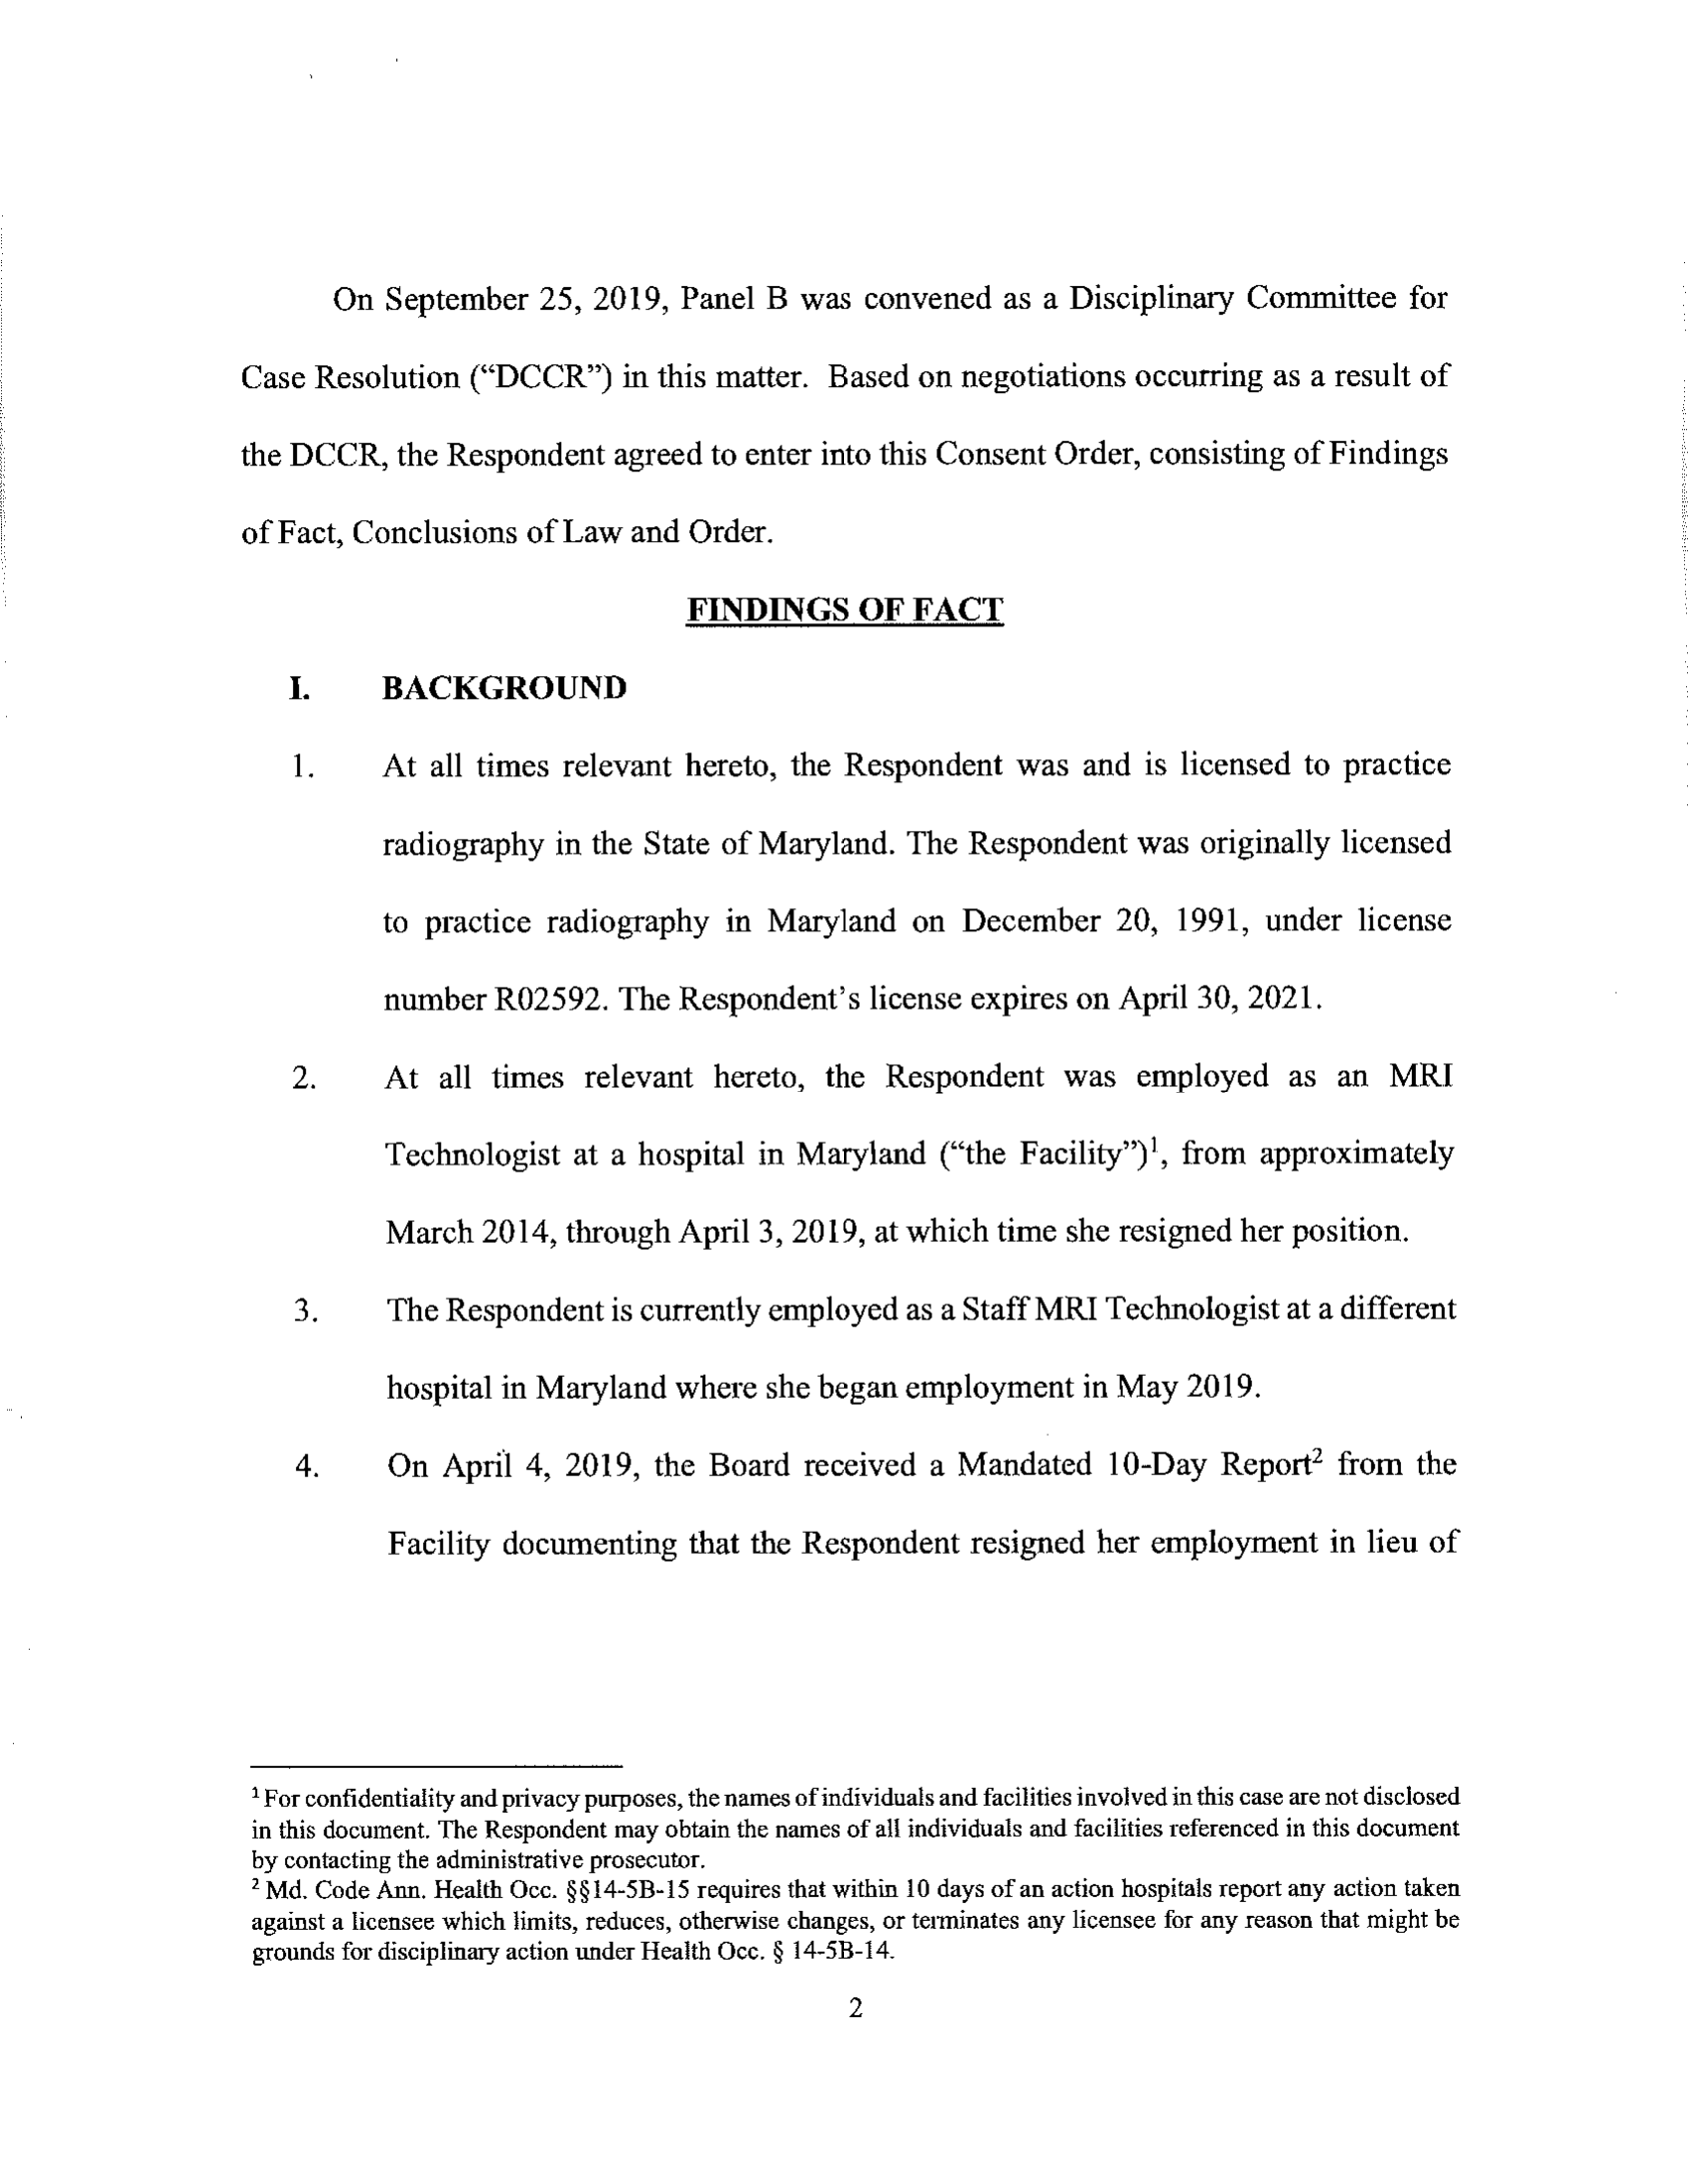 On September 25, 2019, Panel B was convened as a Disciplinary Committee for
Case Resolution (“DCCR”) in this matter.  Based on negotiations occurring as a result of
the DCCR, the Respondent agreed to enter into this Consent Order, consisting of Findings
of Fact, Conclusions of Law and Order.
FINDINGS OF FACT
I. BACKGROUND
1. At all times relevant hereto, the Respondent was and is licensed to practice
radiography in the State of Maryland. The Respondent was originally licensed
to practice radiography in Maryland on December 20, 1991, under license
number R02592. The Respondent’s license expires on April 30, 2021.
2. At all times relevant hereto, the Respondent was employed as an MRI
Technologist at a hospital in Maryland (“the Facility”)¹, from approximately
March 2014, through April 3, 2019, at which time she resigned her position.
3. The Respondent is currently employed as a Staff MRI Technologist at a different
hospital in Maryland where she began employment in May 2019.
4. On April 4, 2019, the Board received a Mandated 10-Day Report² from the
Facility documenting that the Respondent resigned her employment in lieu of
¹ For confidentiality and privacy purposes, the names of individuals and facilities involved in this case are not disclosed
in this document. The Respondent may obtain the names of all individuals and facilities referenced in this document
by contacting the administrative prosecutor.
² Md. Code Ann. Health Occ. §§14-5B-15 requires that within 10 days of an action hospitals report any action taken
against a licensee which limits, reduces, otherwise changes, or terminates any licensee for any reason that might be
grounds for disciplinary action under Health Occ. § 14-5B-14.
2